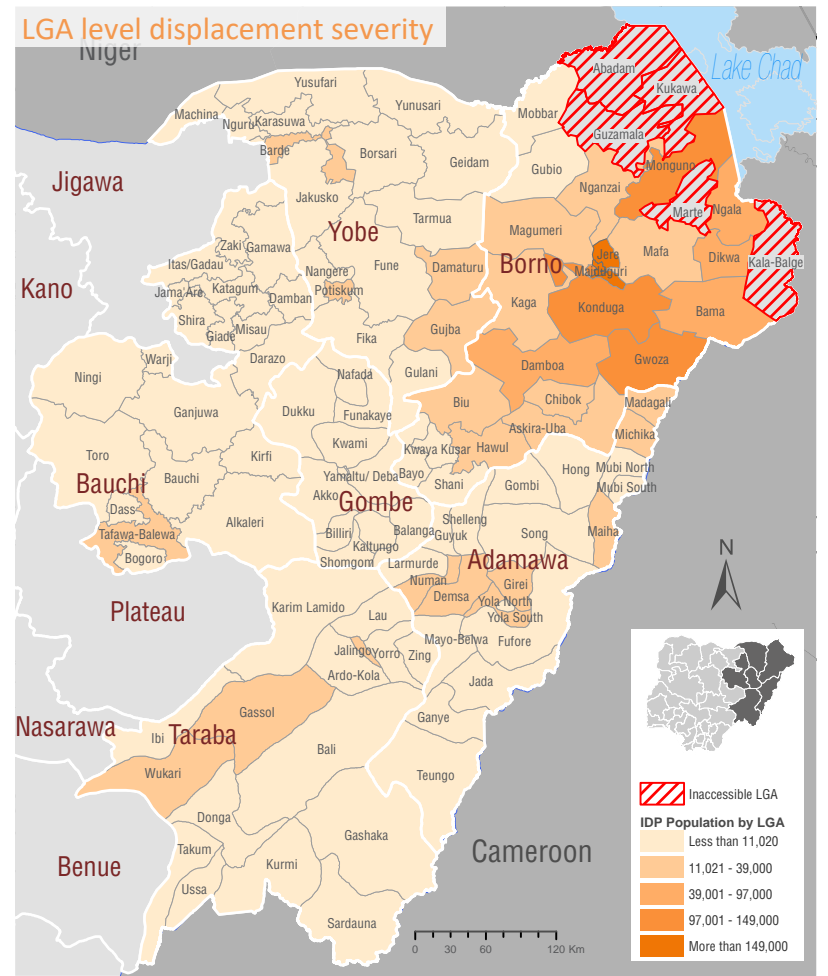 LGA level displacement severity
Niger
Lake Chad
Abadam
Kukawa
Yusufari
Machina
Yunusari
Mobbar
Nguru
Karasuwa
Guzamala
Barde
Borsari
Geidam
Gubio
Monguno
Jigawa
Nganzai
Jakusko
Marte
Ngala
Tarmua
Yobe
Magumeri
Zaki
Gamawa
Mafa
Jere
Itas/Gadau
Fune
Dikwa
Borno
Kala-Balge
Nangere
Damaturu
Maiduguri
Kano
Jama'Are
Katagum
Potiskum
Damban
Kaga
Konduga
Bama
Shira
Misau
Giade
Gujba
Fika
Darazo
Warji
Gwoza
Gulani
Damboa
Ningi
Nafada
Chibok
Biu
Madagali
Ganjuwa
Dukku
Funakaye
Askira-Uba
Michika
Kwami
Hawul
Kwaya Kusar
Toro
Kirfi
Hong
Mubi North
Bauchi
Bauchi
Yamaltu/ Deba
Bayo
Shani
Gombi
Mubi South
Akko
Gombe
Dass
Alkaleri
Shelleng
Tafawa-Balewa
Billiri
Balanga
Guyuk
Song
Maiha
Kaltungo
Bogoro
Shomgom
Larmurde
Adamawa
Numan
Girei
Demsa
Plateau
Karim Lamido
Yola North
Lau
Yola South
Mayo-Belwa
Fufore
Jalingo
Yorro
Zing
Ardo-Kola
Jada
Gassol
Ganye
Nasarawa
Taraba
Ibi
Bali
Wukari
Teungo
Donga
Gashaka
Takum
Benue
Kurmi
Ussa
Cameroon
Sardauna
0 30 60 120 Km
N
Inaccessible LGA
IDP Population by LGA
Less than 11,020
11,021 - 39,000
39,001 - 97,000
97,001 - 149,000
More than 149,000